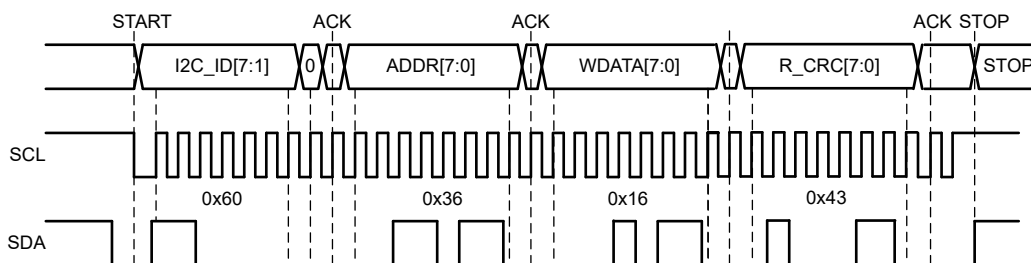 START ACK ACK ACK STOP
I2C_ID[7:1] 0 ADDR[7:0] WDATA[7:0] R_CRC[7:0] STOP
SCL
0x60 0x36 0x16 0x43
SDA